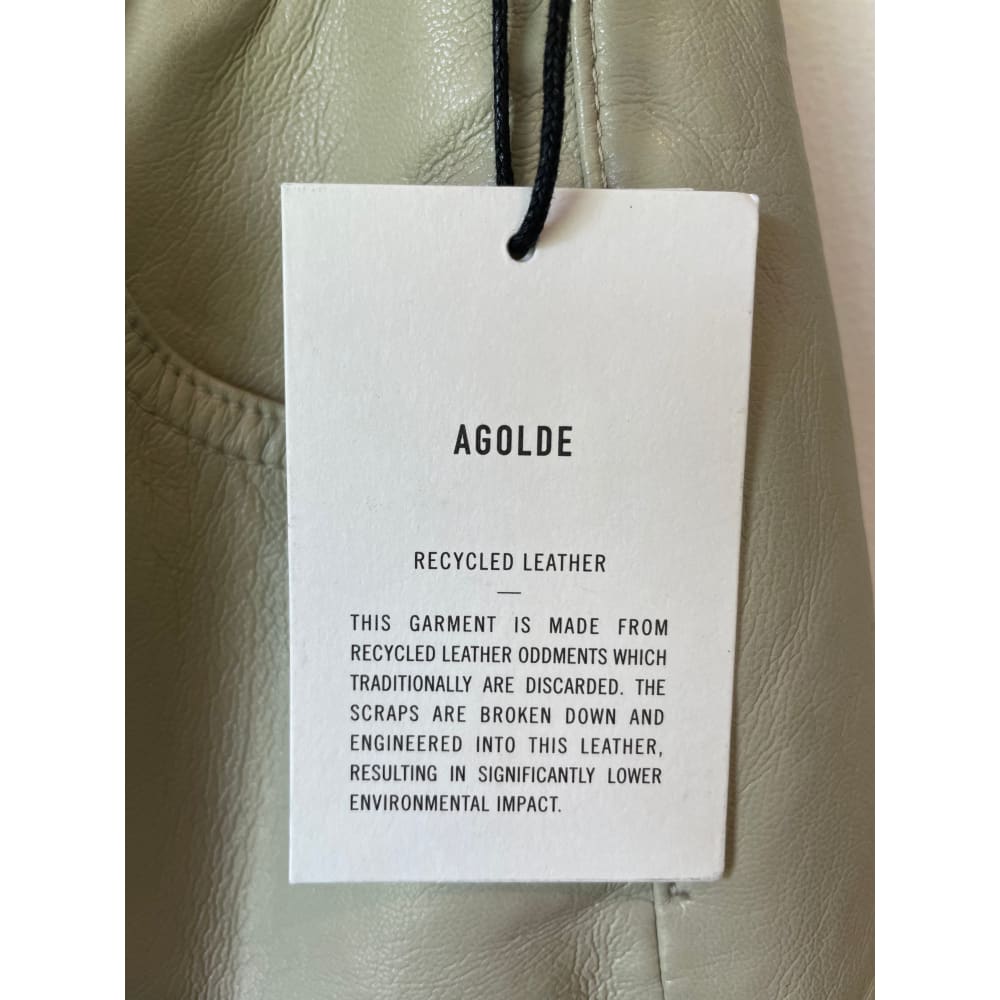 AGOLDE
RECYCLED LEATHER
THIS GARMENT IS MADE FROM
RECYCLED LEATHER ODDMENTS WHICH
TRADITIONALLY ARE DISCARDED. THE
SCRAPS ARE BROKEN DOWN AND
ENGINEERED INTO THIS LEATHER,
RESULTING IN SIGNIFICANTLY LOWER
ENVIRONMENTAL IMPACT.